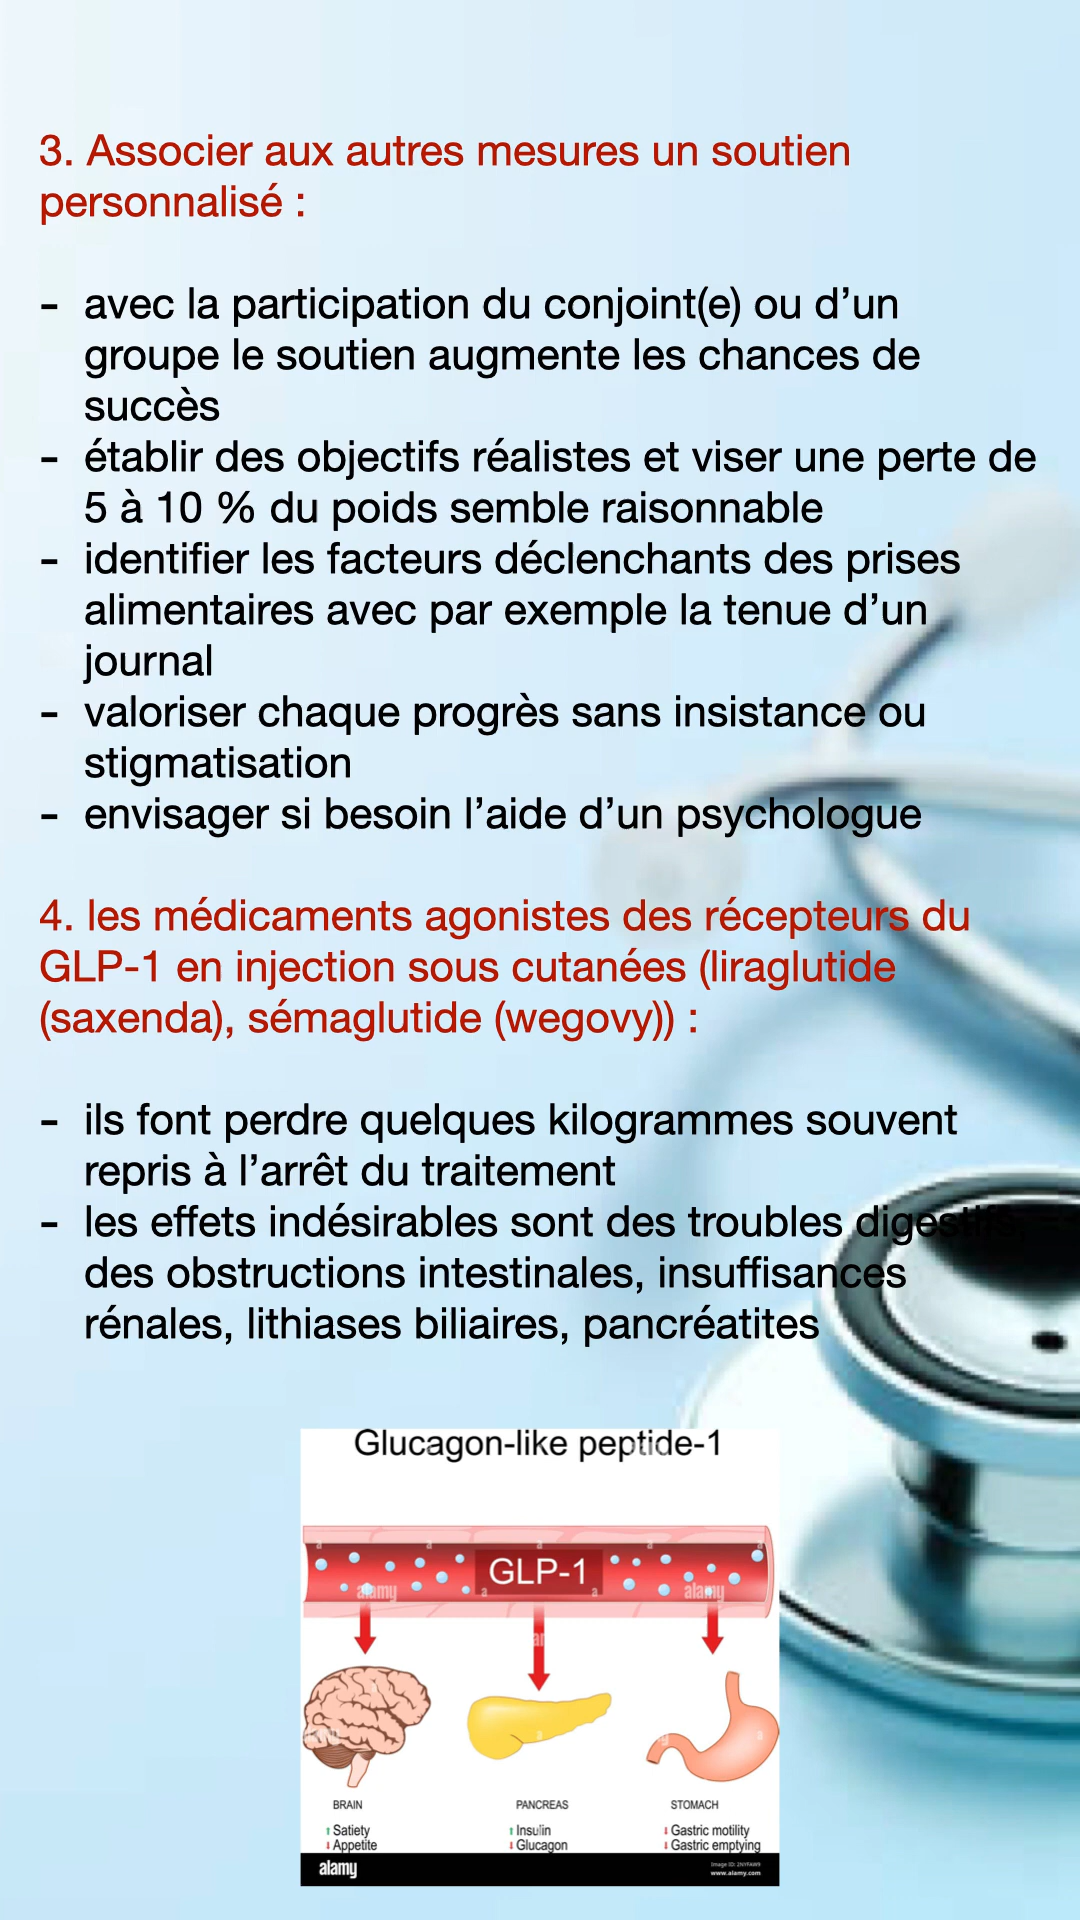 3. Associer aux autres mesures un soutien
personnalisé :
- avec la participation du conjoint(e) ou d’un
groupe le soutien augmente les chances de
succès
- établir des objectifs réalistes et viser une perte de
5 à 10 % du poids semble raisonnable
- identifier les facteurs déclenchants des prises
alimentaires avec par exemple la tenue d’un
journal
- valoriser chaque progrès sans insistance ou
stigmatisation
- envisager si besoin l’aide d’un psychologue
4. les médicaments agonistes des récepteurs du
GLP-1 en injection sous cutanées (liraglutide
(saxenda), sémaglutide (wegovy)) :
- ils font perdre quelques kilogrammes souvent
repris à l’arrêt du traitement
- les effets indésirables sont des troubles digestifs,
des obstructions intestinales, insuffisances
rénales, lithiases biliaires, pancréatites
Glucagon-like peptide-1
GLP-1
alamy alamy
BRAIN PANCREAS STOMACH
Satiety Insulin Gastric motility
Appetite Glucagon Gastric emptying
alamy
Image ID: 2NYFAW9
www.alamy.com